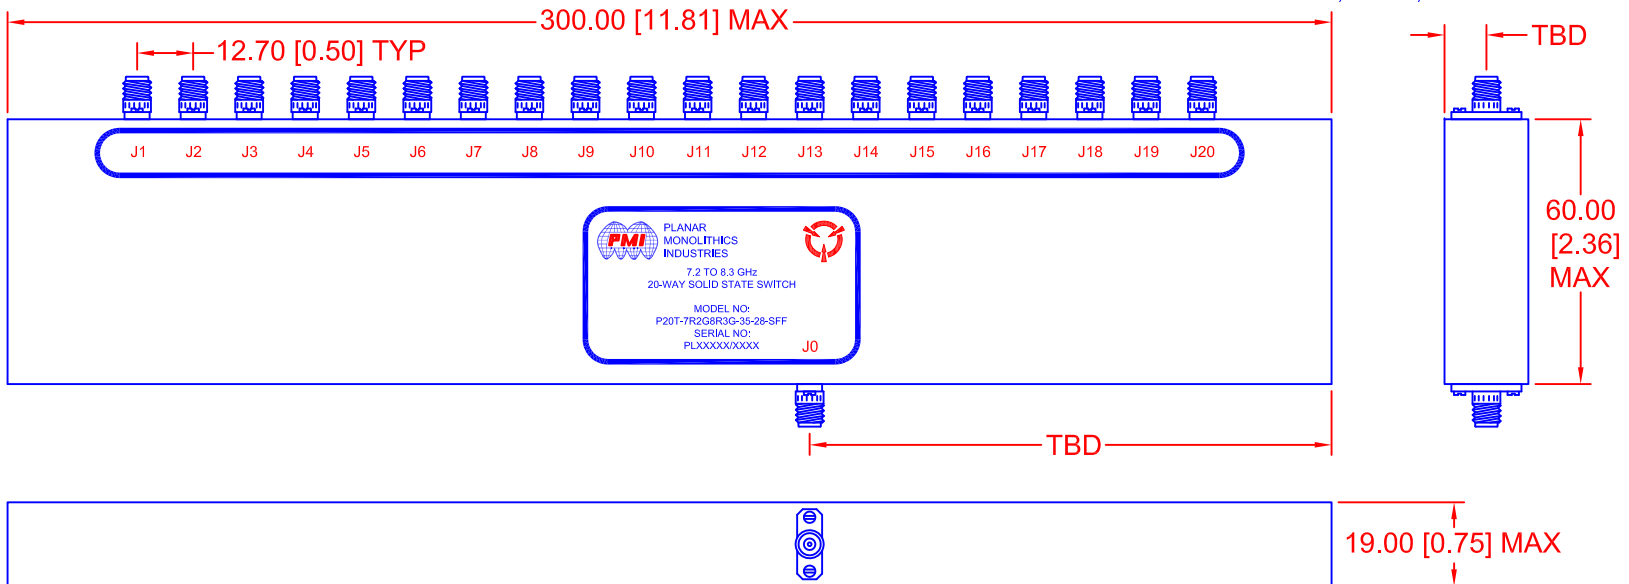 300.00 [11.81] MAX
12.70 [0.50] TYP
TBD
J1 J2 J3 J4 J5 J6 J7 J8 J9 J10 J11 J12 J13 J14 J15 J16 J17 J18 J19 J20
PMI
PLANAR
MONOLITHICS
INDUSTRIES
7.2 TO 8.3 GHz
20-WAY SOLID STATE SWITCH
MODEL NO:
P20T-7R2G8R3G-35-28-SFF
SERIAL NO:
PLXXXXX/XXXX
J0
60.00
[2.36]
MAX
TBD
19.00 [0.75] MAX